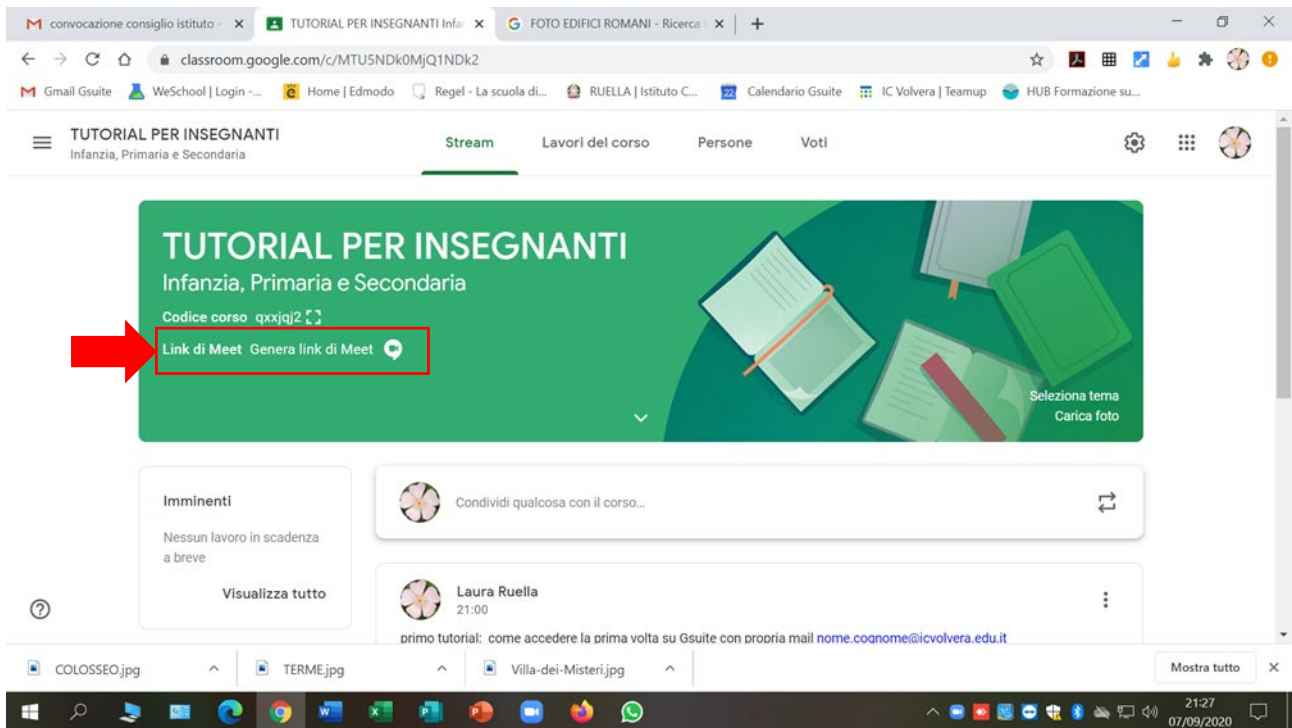 convocazione consiglio istituto -
TUTORIAL PER INSEGNANTI Infa
FOTO EDIFICI ROMANI - Ricerca
classroom.google.com/c/MTU5NDk0MjQ1NDk2
Gmail Gsuite
WeSchool | Login -...
Home | Edmodo
Regel - La scuola di...
RUELLA | Istituto C...
22
Calendario Gsuite
IC Volvera | Teamup
HUB Formazione su...
TUTORIAL PER INSEGNANTI
Infanzia, Primaria e Secondaria
Stream
Lavori del corso
Persone
Voti
TUTORIAL PER INSEGNANTI
Infanzia, Primaria e Secondaria
Codice corso qxxjqj2
Link di Meet Genera link di Meet
Seleziona tema
Carica foto
Imminenti
Nessun lavoro in scadenza
a breve
Visualizza tutto
Condividi qualcosa con il corso...
Laura Ruella
21:00
primo tutorial: come accedere la prima volta su Gsuite con propria mail nome.cognome@icvolvera.edu.it
COLOSSEO.jpg
TERME.jpg
Villa-dei-Misteri.jpg
Mostra tutto
21:27
07/09/2020